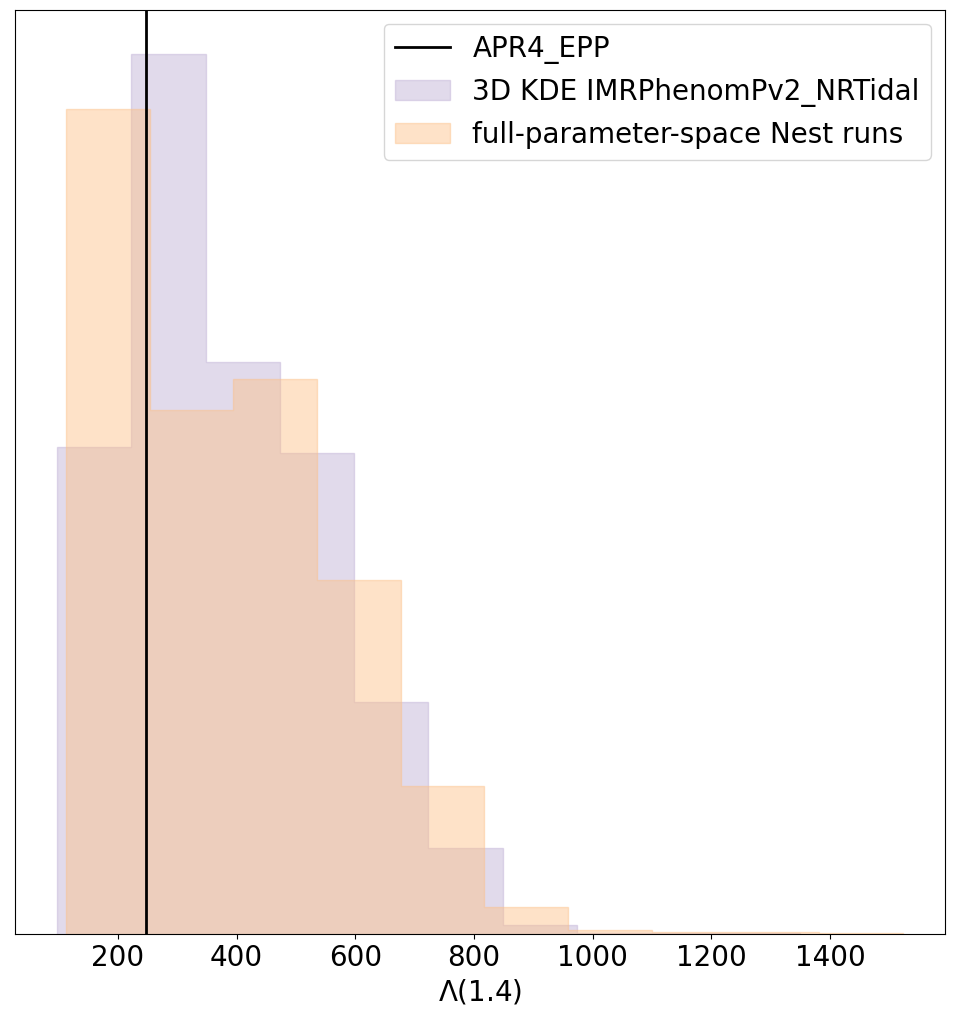 APR4_EPP
3D KDE IMRPhenomPv2_NRTidal
full-parameter-space Nest runs
200 400 600 800 1000 1200 1400
Λ(1.4)